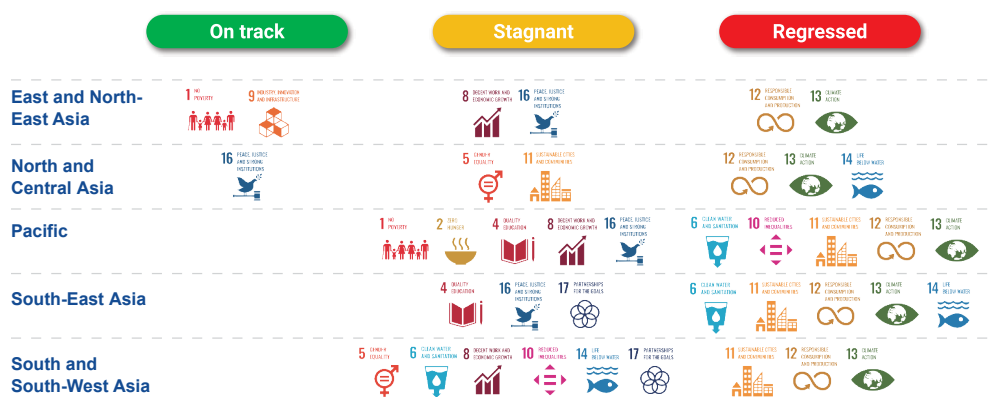 On track
Stagnant
Regressed
East and North-
East Asia
1 NO
POVERTY
9 INDUSTRY, INNOVATION
AND INFRASTRUCTURE
8 DECENT WORK AND
ECONOMIC GROWTH
16 PEACE, JUSTICE
AND STRONG
INSTITUTIONS
12 RESPONSIBLE
CONSUMPTION
AND PRODUCTION
13 CLIMATE
ACTION
North and
Central Asia
16 PEACE, JUSTICE
AND STRONG
INSTITUTIONS
5 GENDER
EQUALITY
11 SUSTAINABLE CITIES
AND COMMUNITIES
12 RESPONSIBLE
CONSUMPTION
AND PRODUCTION
13 CLIMATE
ACTION
14 LIFE
BELOW WATER
Pacific
1 NO
POVERTY
2 ZERO
HUNGER
4 QUALITY
EDUCATION
8 DECENT WORK AND
ECONOMIC GROWTH
16 PEACE, JUSTICE
AND STRONG
INSTITUTIONS
6 CLEAN WATER
AND SANITATION
10 REDUCED
INEQUALITIES
11 SUSTAINABLE CITIES
AND COMMUNITIES
12 RESPONSIBLE
CONSUMPTION
AND PRODUCTION
13 CLIMATE
ACTION
South-East Asia
4 QUALITY
EDUCATION
16 PEACE, JUSTICE
AND STRONG
INSTITUTIONS
17 PARTNERSHIPS
FOR THE GOALS
6 CLEAN WATER
AND SANITATION
11 SUSTAINABLE CITIES
AND COMMUNITIES
12 RESPONSIBLE
CONSUMPTION
AND PRODUCTION
13 CLIMATE
ACTION
14 LIFE
BELOW WATER
South and
South-West Asia
5 GENDER
EQUALITY
6 CLEAN WATER
AND SANITATION
8 DECENT WORK AND
ECONOMIC GROWTH
10 REDUCED
INEQUALITIES
14 LIFE
BELOW WATER
17 PARTNERSHIPS
FOR THE GOALS
11 SUSTAINABLE CITIES
AND COMMUNITIES
12 RESPONSIBLE
CONSUMPTION
AND PRODUCTION
13 CLIMATE
ACTION